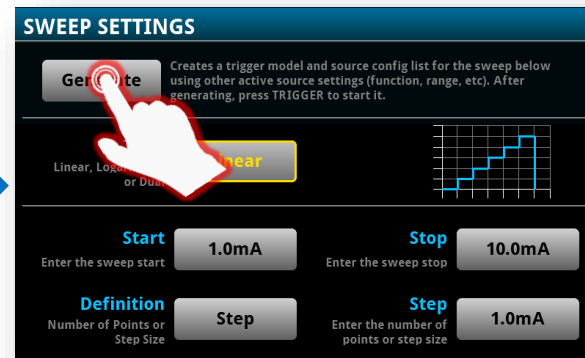 SWEEP SETTINGS
Creates a trigger model and source config list for the sweep below
using other active source settings (function, range, etc). After
generating, press TRIGGER to start it.
Linear,
or Dual
Start
Enter the sweep start
1.0mA
Stop
Enter the sweep stop
10.0mA
Definition
Number of Points or
Step Size
Step
Step
Enter the number of
points or step size
1.0mA